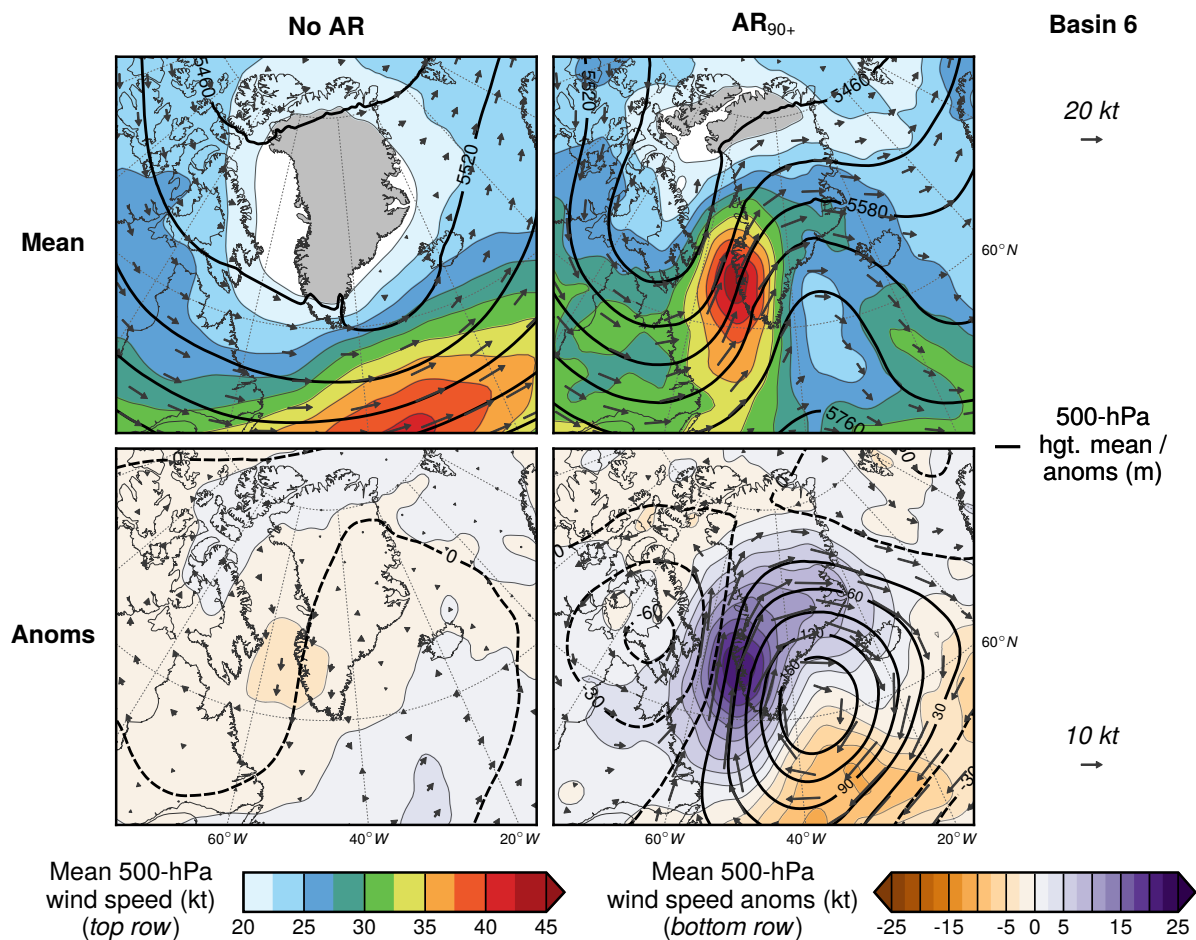 No AR
AR90+
Basin 6
5460
5520
5520
5460
5580
5760
20 kt
Mean
60°N
500-hPa
hgt. mean /
anoms (m)
0
0
0
-60
-30
60
120
150
90
30
-30
Anoms
60°N
10 kt
60°W
40°W
20°W
60°W
40°W
20°W
Mean 500-hPa
wind speed (kt)
(top row)
20
25
30
35
40
45
Mean 500-hPa
wind speed anoms (kt)
(bottom row)
-25
-15
-5
0
5
15
25